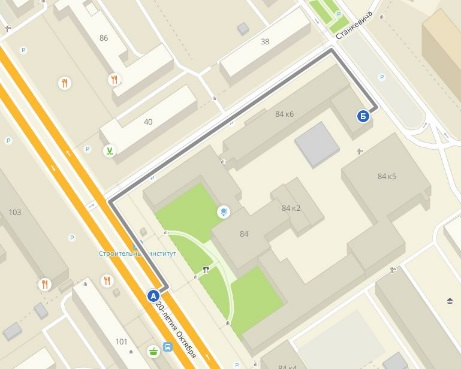 Станкевича
86
38
84 к6
Б
40
84 к5
84 к2
103
84
Строительный институт
А
20-летия Октября
101
84 к4